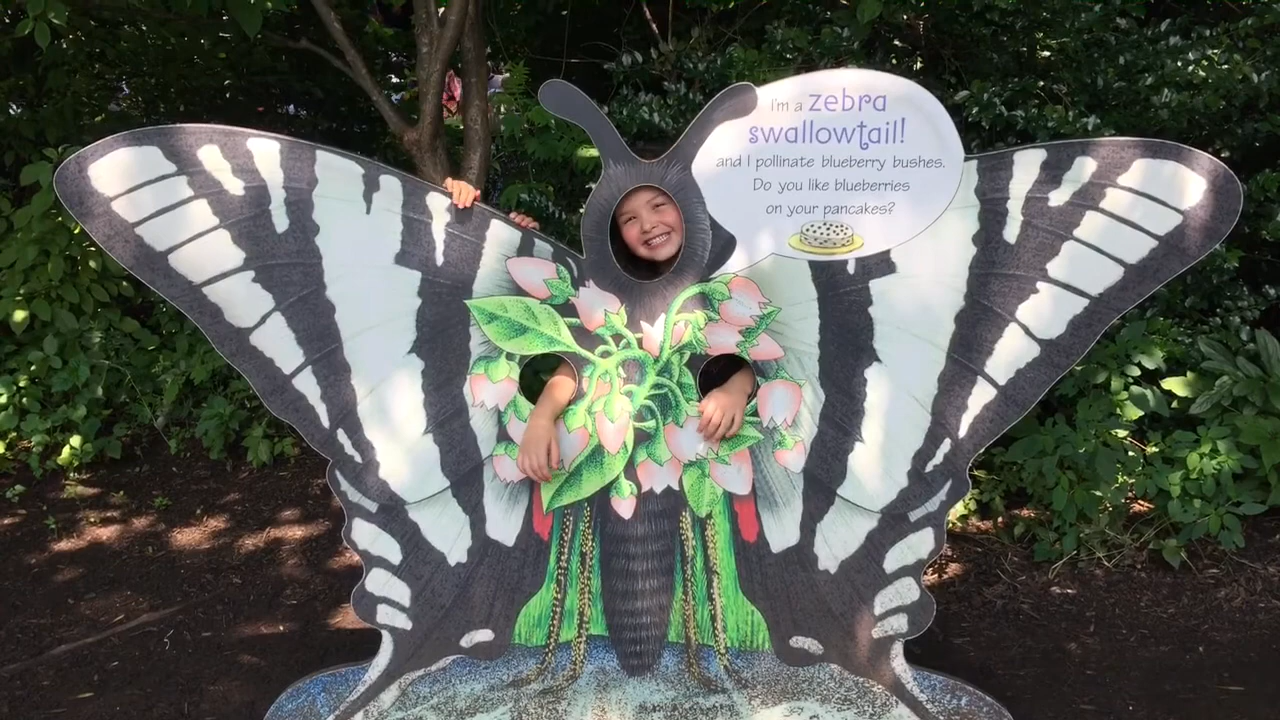 I'm a zebra
swallowtail!
and I pollinate blueberry bushes.
Do you like blueberries
on your pancakes?